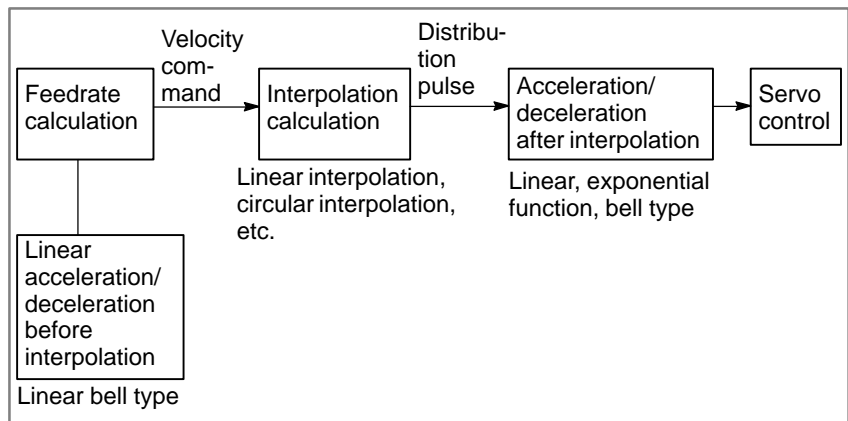 Velocity
com-
mand
Distribu-
tion
pulse
Feedrate
calculation
Interpolation
calculation
Acceleration/
deceleration
after interpolation
Servo
control
Linear interpolation,
circular interpolation,
etc.
Linear, exponential
function, bell type
Linear
acceleration/
deceleration
before
interpolation
Linear bell type